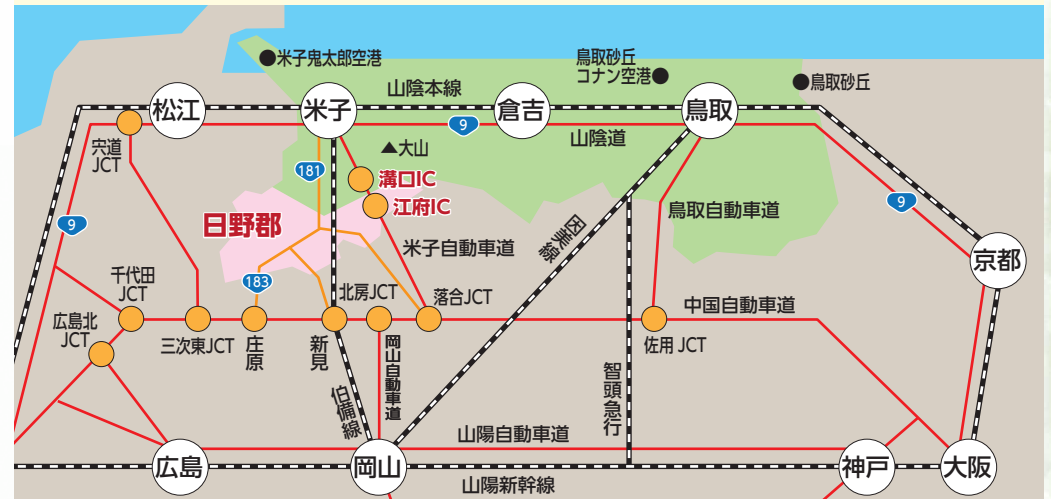 米子鬼太郎空港
鳥取砂丘
コナン空港
鳥取砂丘
山陰本線
松江
米子
倉吉
鳥取
9
山陰道
宍道
JCT
大山
181
溝口IC
江府IC
日野郡
9
鳥取自動車道
9
因美線
米子自動車道
京都
千代田
JCT
183
北房JCT
落合JCT
中国自動車道
広島北
JCT
三次東JCT
庄原
新見
岡山自動車道
佐用 JCT
智頭急行
伯備線
山陽自動車道
広島
岡山
神戸
大阪
山陽新幹線